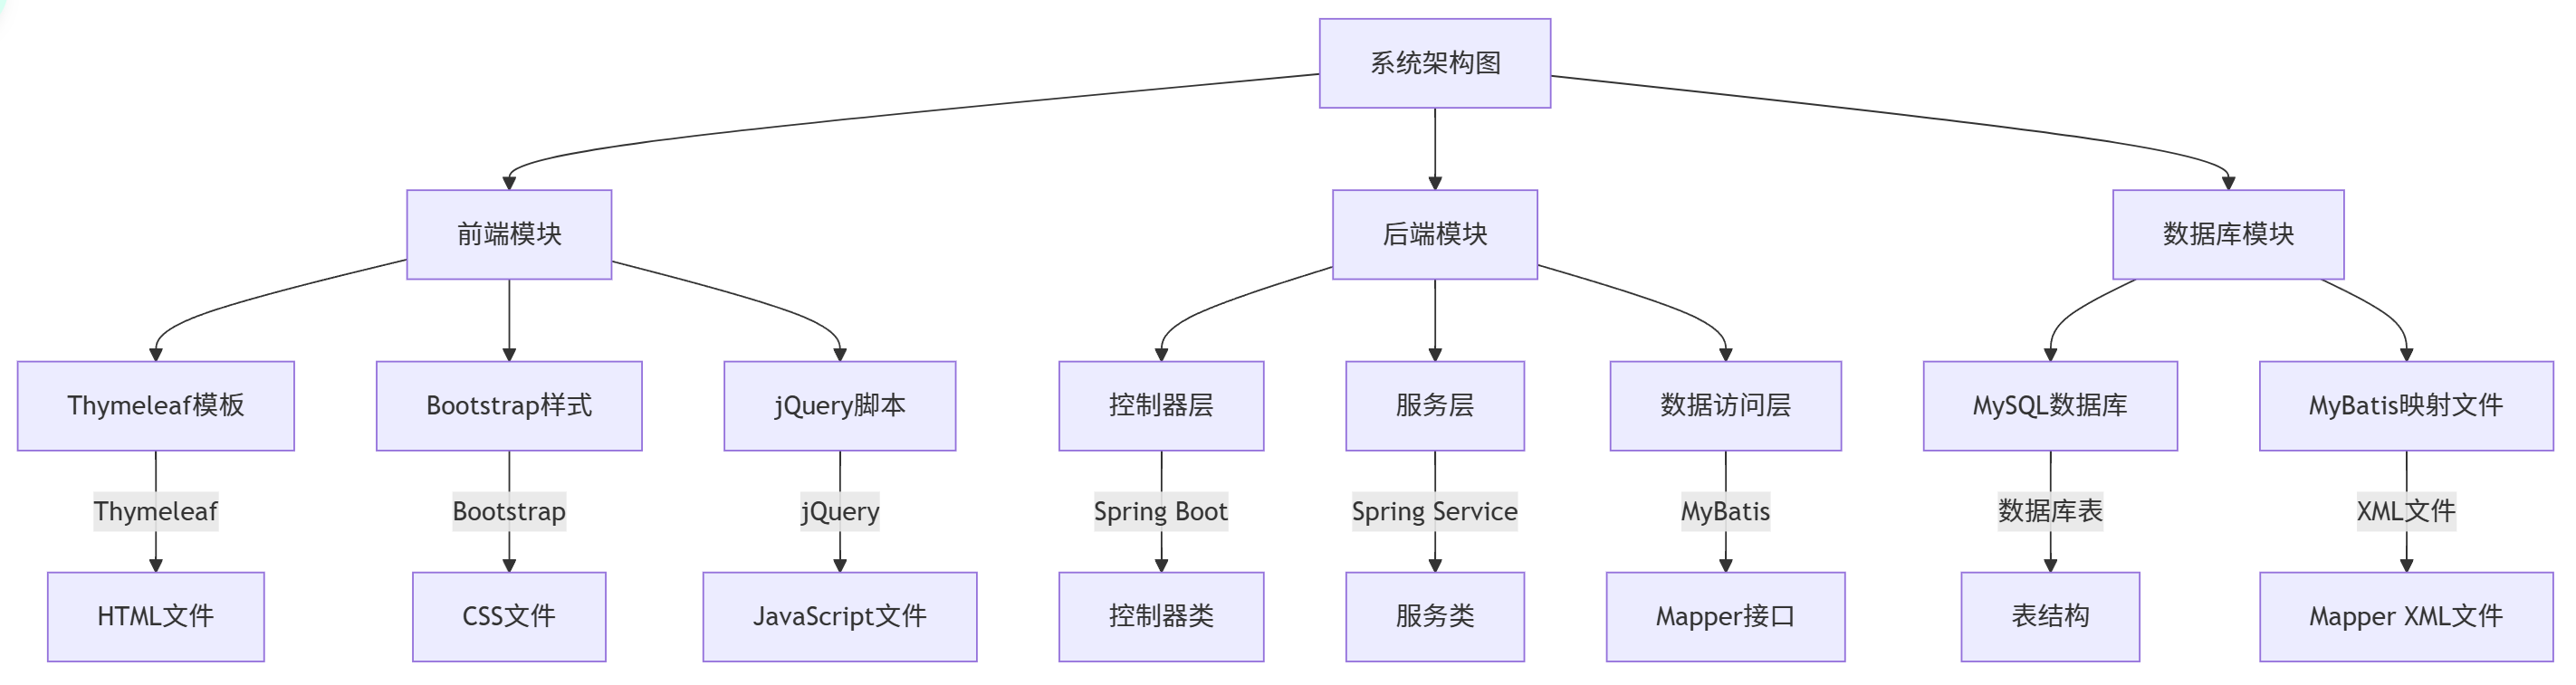 系统架构图
前端模块
后端模块
数据库模块
Thymeleaf模板
Bootstrap样式
jQuery脚本
控制器层
服务层
数据访问层
MySQL数据库
MyBatis映射文件
Thymeleaf
Bootstrap
jQuery
Spring Boot
Spring Service
MyBatis
数据库表
XML文件
HTML文件
CSS文件
JavaScript文件
控制器类
服务类
Mapper接口
表结构
Mapper XML文件